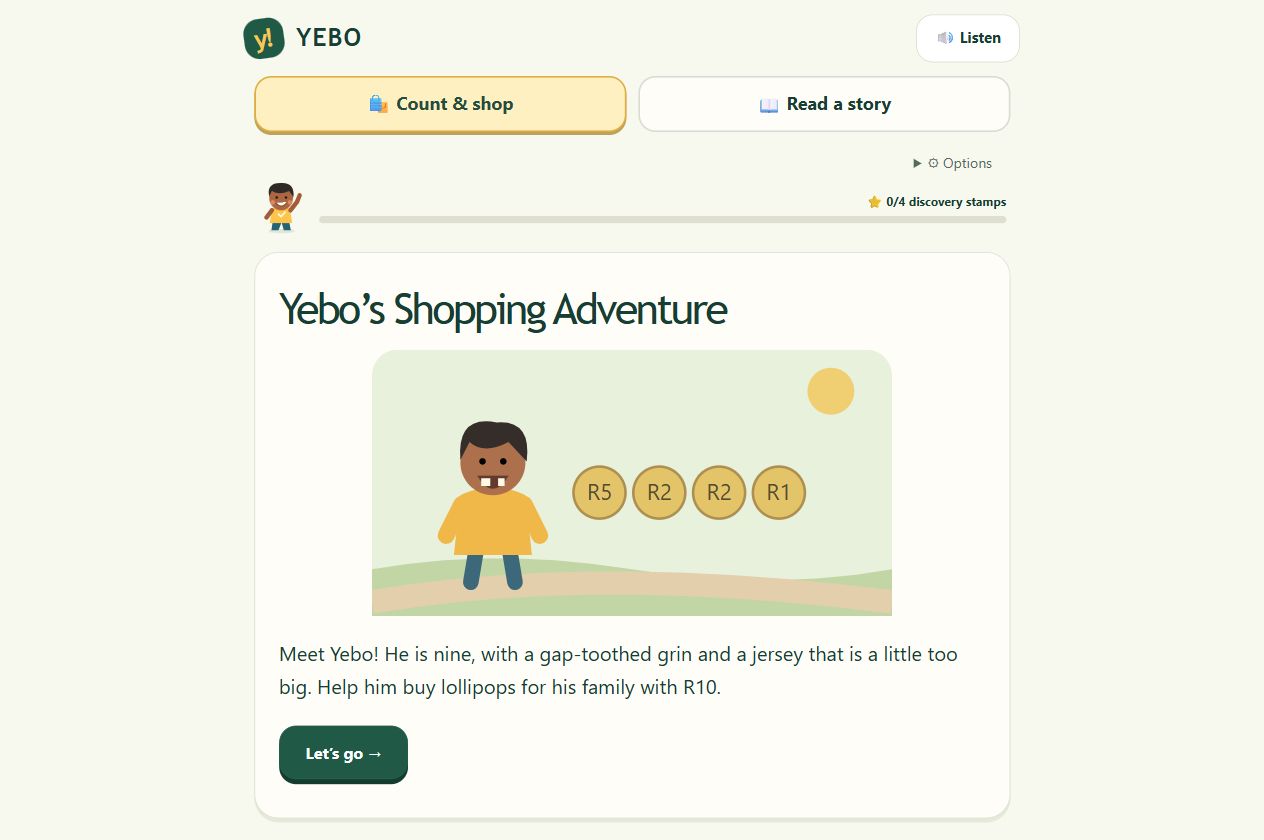 y! YEBO
🔊 Listen
🛍️ Count & shop
📖 Read a story
▶ ⚙ Options
⭐ 0/4 discovery stamps
Yebo’s Shopping Adventure
R5 R2 R2 R1
Meet Yebo! He is nine, with a gap-toothed grin and a jersey that is a little too
big. Help him buy lollipops for his family with R10.
Let’s go →